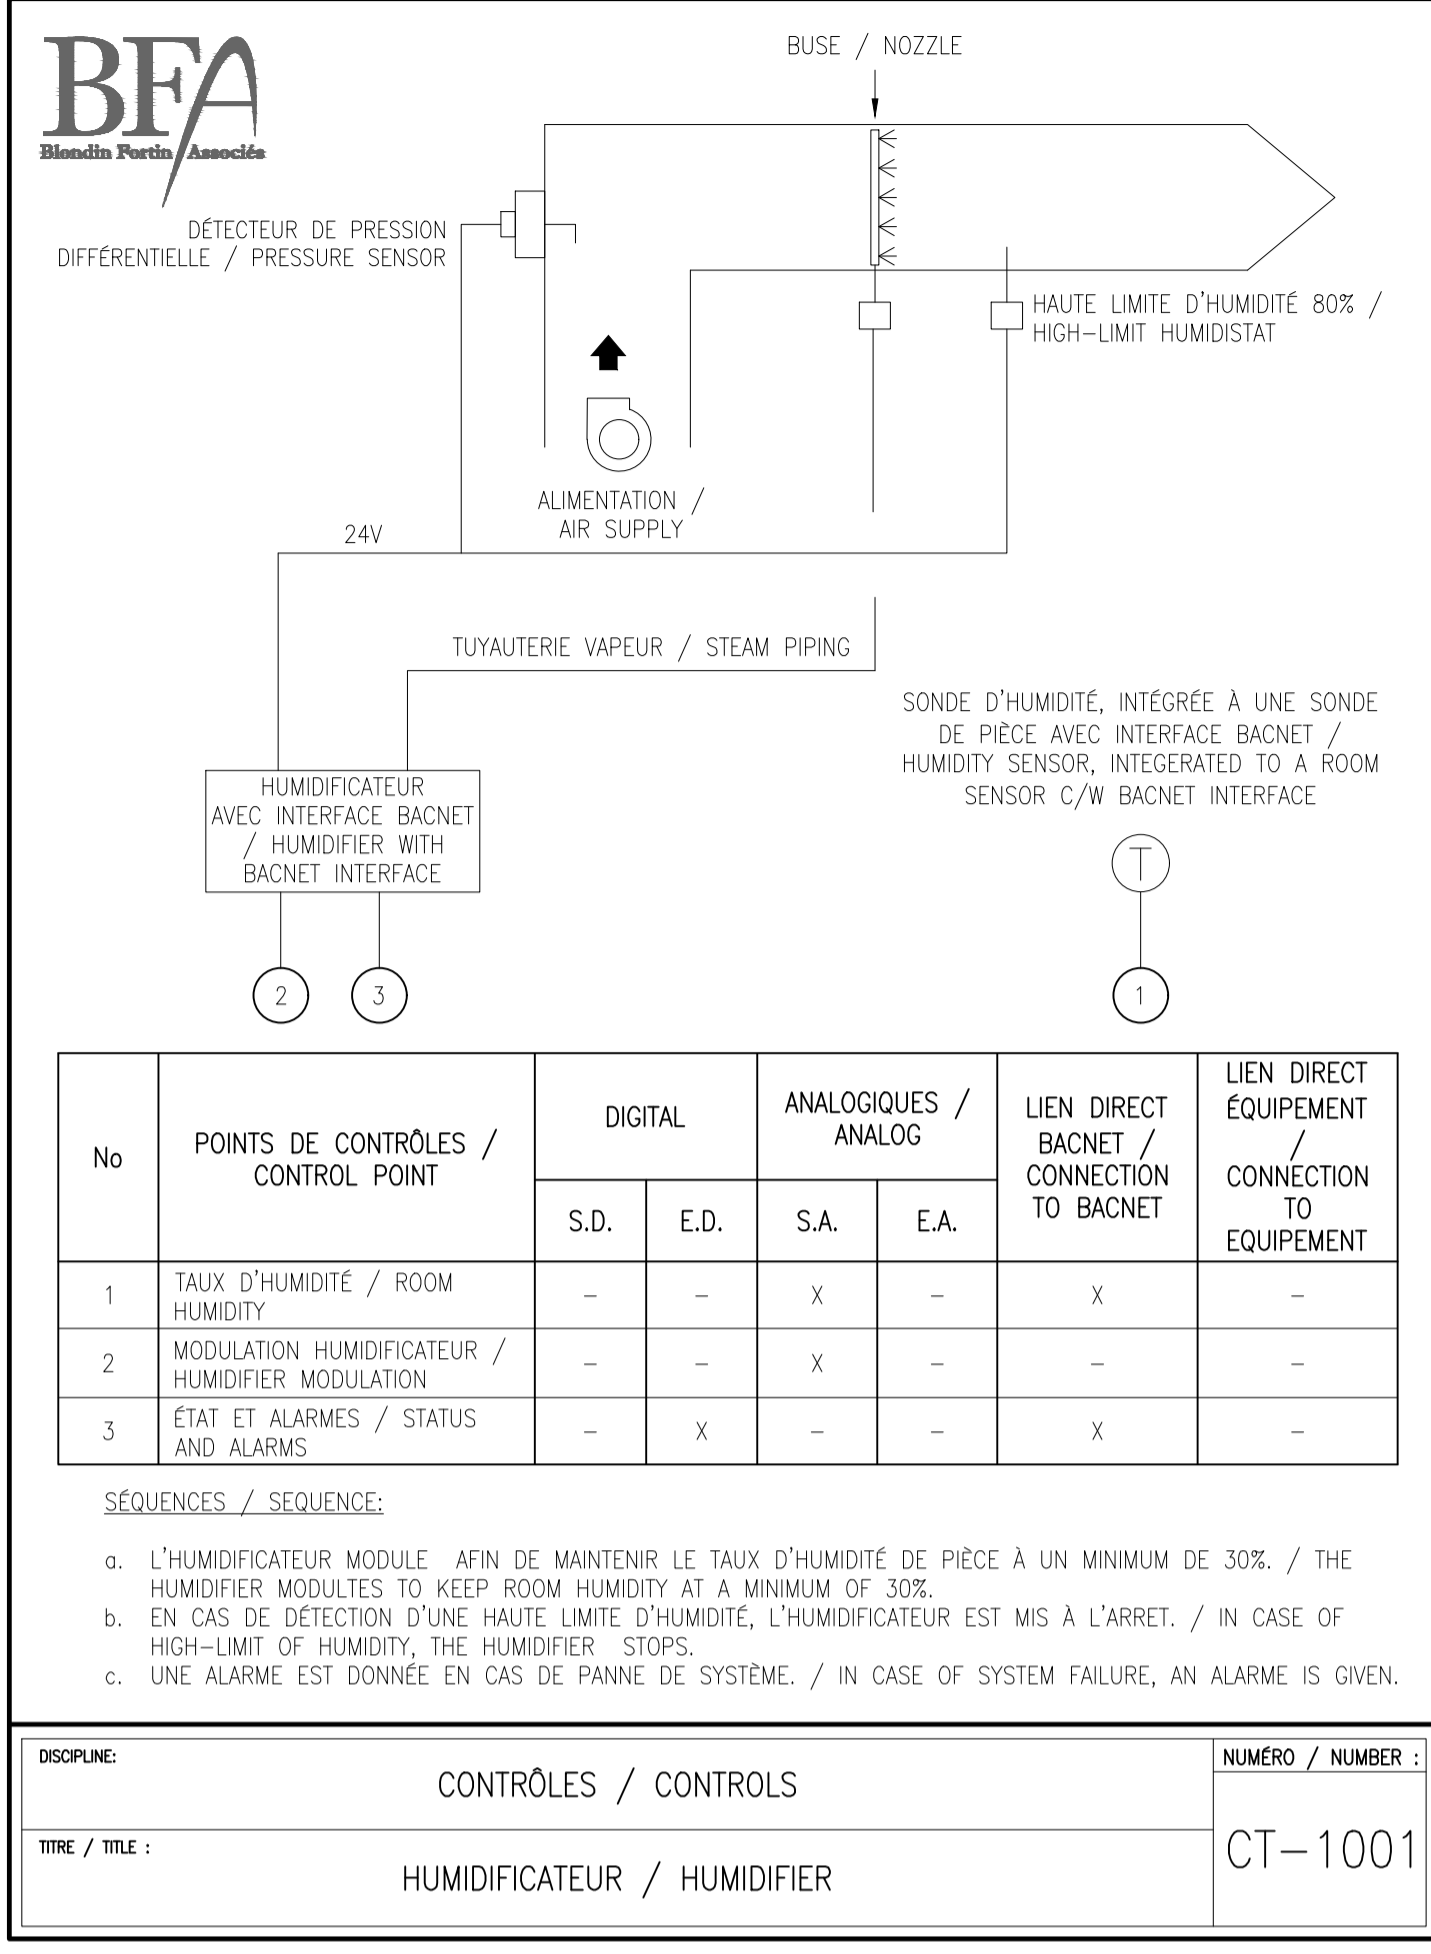 BFA
Blondin Fortin Associés
BUSE / NOZZLE
DÉTECTEUR DE PRESSION
DIFFÉRENTIELLE / PRESSURE SENSOR
HAUTE LIMITE D'HUMIDITÉ 80% /
HIGH-LIMIT HUMIDISTAT
ALIMENTATION /
AIR SUPPLY
24V
TUYAUTERIE VAPEUR / STEAM PIPING
SONDE D'HUMIDITÉ, INTÉGRÉE À UNE SONDE
DE PIÈCE AVEC INTERFACE BACNET /
HUMIDITY SENSOR, INTEGERATED TO A ROOM
SENSOR C/W BACNET INTERFACE
HUMIDIFICATEUR
AVEC INTERFACE BACNET
/ HUMIDIFIER WITH
BACNET INTERFACE
T
2 3 1
No
POINTS DE CONTRÔLES /
CONTROL POINT
DIGITAL
ANALOGIQUES /
ANALOG
LIEN DIRECT
BACNET /
CONNECTION
TO BACNET
LIEN DIRECT
ÉQUIPEMENT
/
CONNECTION
TO
EQUIPEMENT
S.D. E.D. S.A. E.A.
1 TAUX D'HUMIDITÉ / ROOM
HUMIDITY
- - X - X -
2 MODULATION HUMIDIFICATEUR /
HUMIDIFIER MODULATION
- - X - - -
3 ÉTAT ET ALARMES / STATUS
AND ALARMS
- X - - X -
SÉQUENCES / SEQUENCE:
a. L'HUMIDIFICATEUR MODULE AFIN DE MAINTENIR LE TAUX D'HUMIDITÉ DE PIÈCE À UN MINIMUM DE 30%. / THE
HUMIDIFIER MODULTES TO KEEP ROOM HUMIDITY AT A MINIMUM OF 30%.
b. EN CAS DE DÉTECTION D'UNE HAUTE LIMITE D'HUMIDITÉ, L'HUMIDIFICATEUR EST MIS À L'ARRET. / IN CASE OF
HIGH-LIMIT OF HUMIDITY, THE HUMIDIFIER STOPS.
c. UNE ALARME EST DONNÉE EN CAS DE PANNE DE SYSTÈME. / IN CASE OF SYSTEM FAILURE, AN ALARME IS GIVEN.
DISCIPLINE:
CONTRÔLES / CONTROLS
NUMÉRO / NUMBER :
CT-1001
TITRE / TITLE :
HUMIDIFICATEUR / HUMIDIFIER